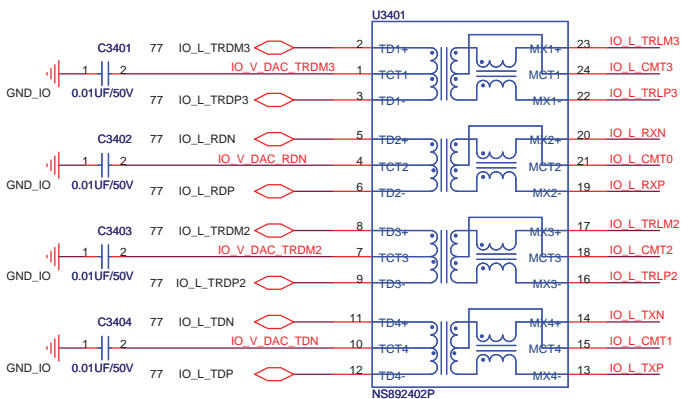 U3401
C3401 77 IO_L_TRDM3 2 TD1+ MX1+ 23 IO_L_TRLM3
1 2 IO_V_DAC_TRDM3 1 TCT1 MCT1 24 IO_L_CMT3
GND_IO 0.01UF/50V 77 IO_L_TRDP3 3 TD1- MX1- 22 IO_L_TRLP3
C3402 77 IO_L_RDN 5 TD2+ MX2+ 20 IO_L_RXN
1 2 IO_V_DAC_RDN 4 TCT2 MCT2 21 IO_L_CMT0
GND_IO 0.01UF/50V 77 IO_L_RDP 6 TD2- MX2- 19 IO_L_RXP
C3403 77 IO_L_TRDM2 8 TD3+ MX3+ 17 IO_L_TRLM2
1 2 IO_V_DAC_TRDM2 7 TCT3 MCT3 18 IO_L_CMT2
GND_IO 0.01UF/50V 77 IO_L_TRDP2 9 TD3- MX3- 16 IO_L_TRLP2
C3404 77 IO_L_TDN 11 TD4+ MX4+ 14 IO_L_TXN
1 2 IO_V_DAC_TDN 10 TCT4 MCT4 15 IO_L_CMT1
GND_IO 0.01UF/50V 77 IO_L_TDP 12 TD4- MX4- 13 IO_L_TXP
NS892402P